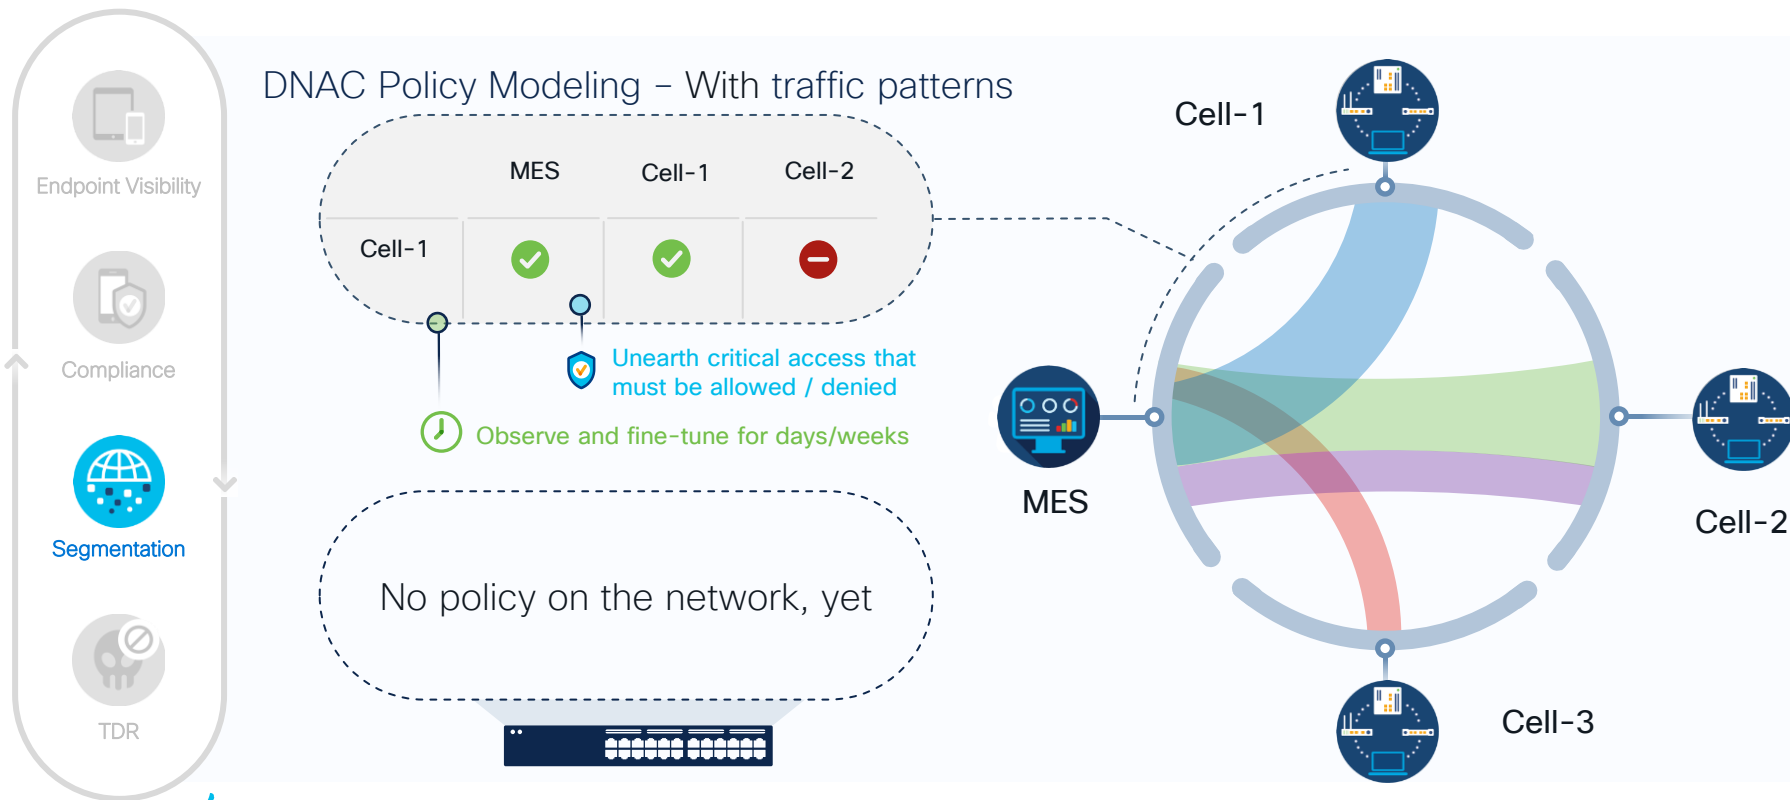 DNAC Policy Modeling – With traffic patterns
MES Cell-1 Cell-2
Cell-1
Unearth critical access that
must be allowed / denied
Observe and fine-tune for days/weeks
No policy on the network, yet
Endpoint Visibility
Compliance
Segmentation
TDR
Cell-1
MES
Cell-2
Cell-3